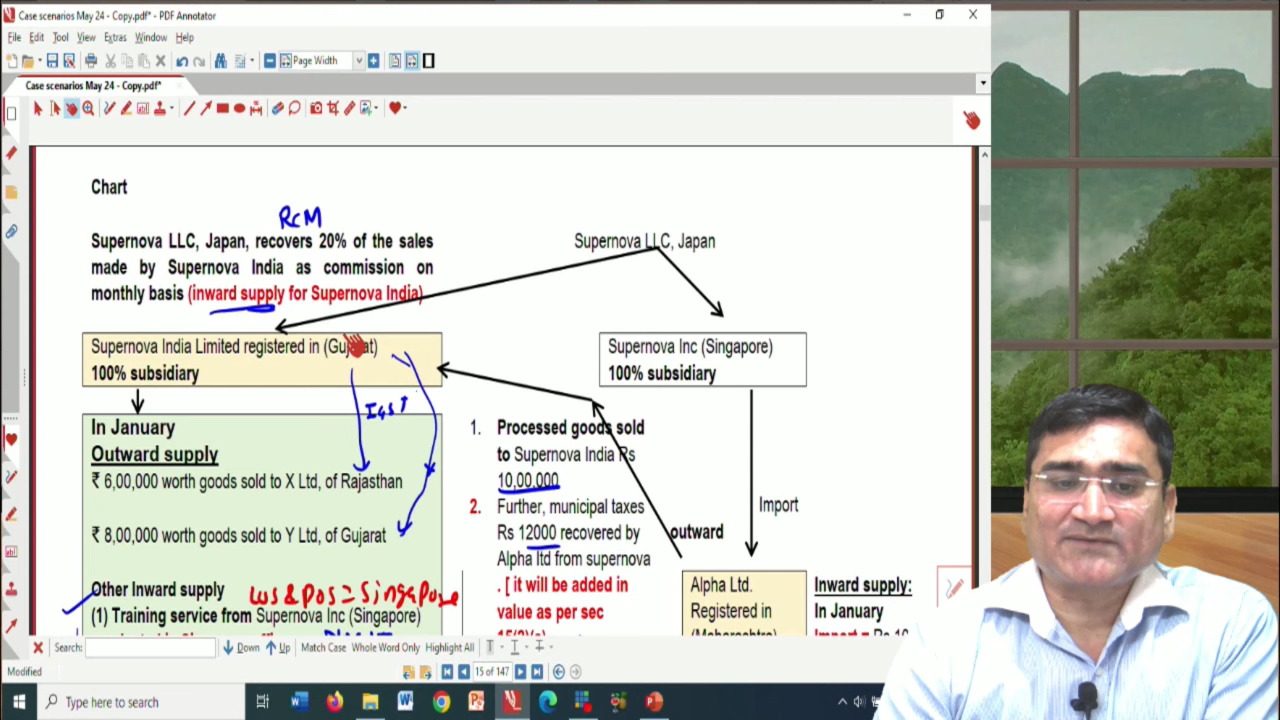 Case scenarios May 24 - Copy.pdf* - PDF Annotator
File Edit Tool View Extras Window Help
Page Width
Case scenarios May 24 - Copy.pdf*
Chart
RCM
Supernova LLC, Japan, recovers 20% of the sales
made by Supernova India as commission on
monthly basis (inward supply for Supernova India)
Supernova LLC, Japan
Supernova India Limited registered in (Gujarat)
100% subsidiary
Supernova Inc (Singapore)
100% subsidiary
IGST
In January
Outward supply
₹ 6,00,000 worth goods sold to X Ltd, of Rajasthan
₹ 8,00,000 worth goods sold to Y Ltd, of Gujarat
Other Inward supply
LOS & POS = Singapore
(1) Training service from Supernova Inc (Singapore)
1. Processed goods sold
to Supernova India Rs
10,00,000
2. Further, municipal taxes
Rs 12000 recovered by
Alpha ltd from supernova
. [ it will be added in
value as per sec
Import
outward
Alpha Ltd.
Registered in
(Maharashtra)
Inward supply:
In January
Import = Rs 10
Search:
Down Up Match Case Whole Word Only Highlight All
Modified
15 of 147
Type here to search